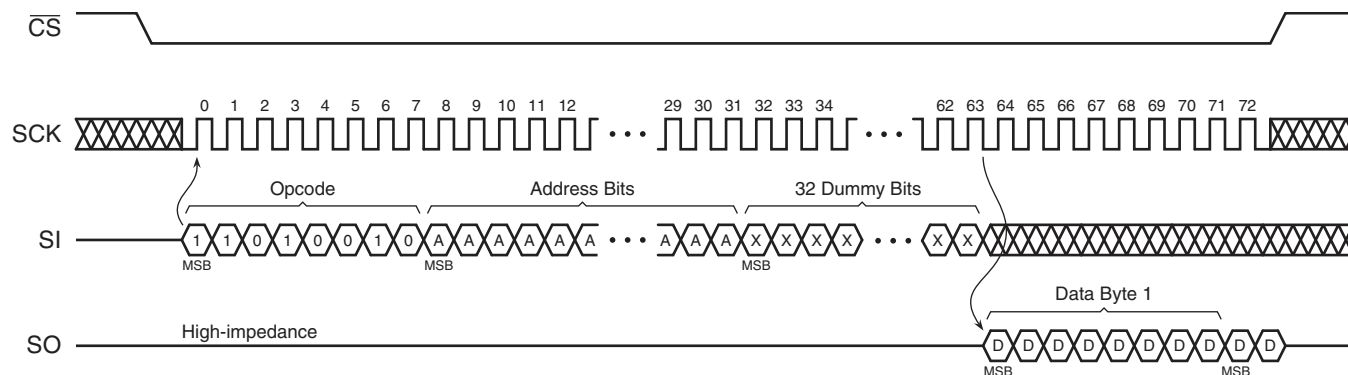 CS
0 1 2 3 4 5 6 7 8 9 10 11 12 29 30 31 32 33 34 62 63 64 65 66 67 68 69 70 71 72
SCK
Opcode Address Bits 32 Dummy Bits
SI 1 1 0 1 0 0 1 0 A A A A A A A A A X X X X X X
MSB MSB MSB
Data Byte 1
High-impedance
SO D D D D D D D D D D
MSB MSB